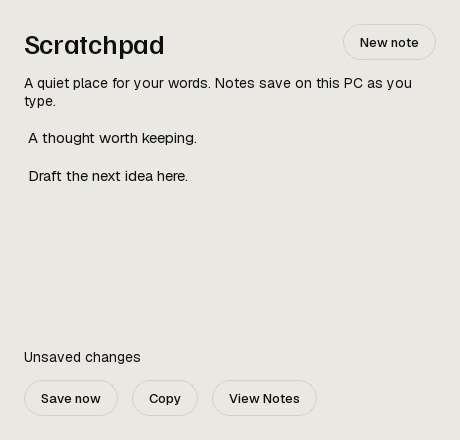 Scratchpad
New note
A quiet place for your words. Notes save on this PC as you
type.
A thought worth keeping.
Draft the next idea here.
Unsaved changes
Save now
Copy
View Notes